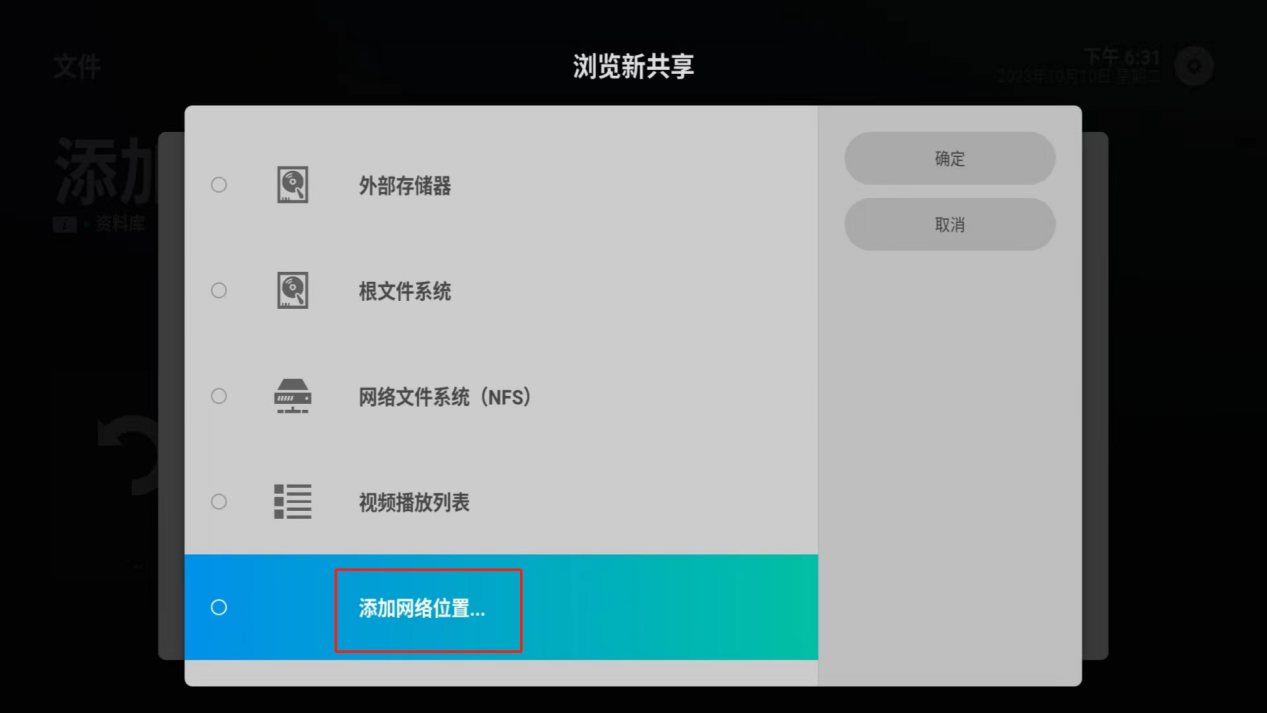 文件
浏览新共享
下午 6:31
2023年10月10日 星期二
添加
· 资料库
外部存储器
根文件系统
网络文件系统（NFS）
视频播放列表
添加网络位置...
确定
取消